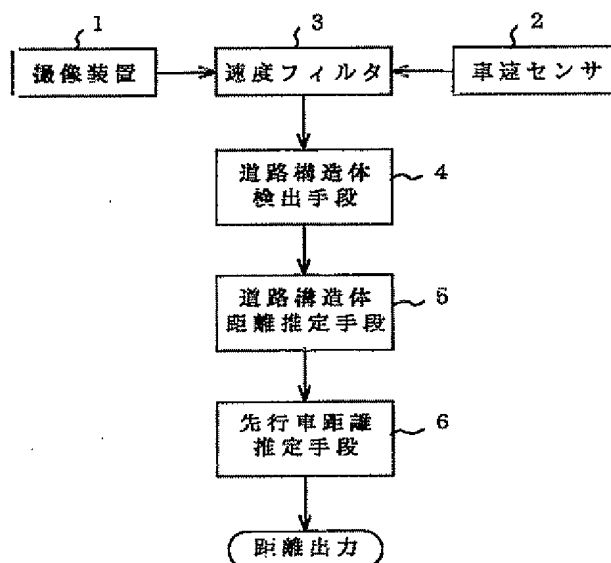 1
3
2
撮像装置
速度フィルタ
車速センサ
道路構造体
検出手段
4
道路構造体
距離推定手段
5
先行車距離
推定手段
6
距離出力